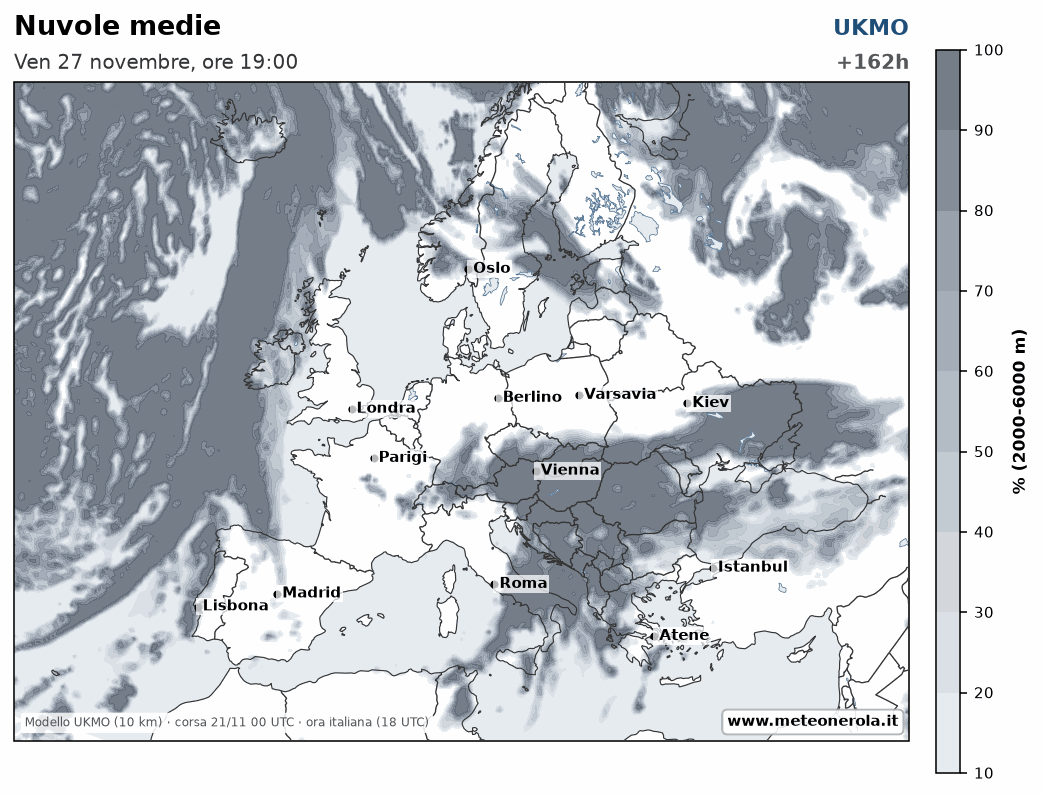 Nuvole medie
UKMO
Ven 27 novembre, ore 19:00
+162h
100
90
80
70
60
50
40
30
20
10
% (2000-6000 m)
Oslo
Berlino
Varsavia
Kiev
Londra
Parigi
Vienna
Istanbul
Roma
Madrid
Lisbona
Atene
Modello UKMO (10 km) · corsa 21/11 00 UTC · ora italiana (18 UTC)
www.meteonerola.it